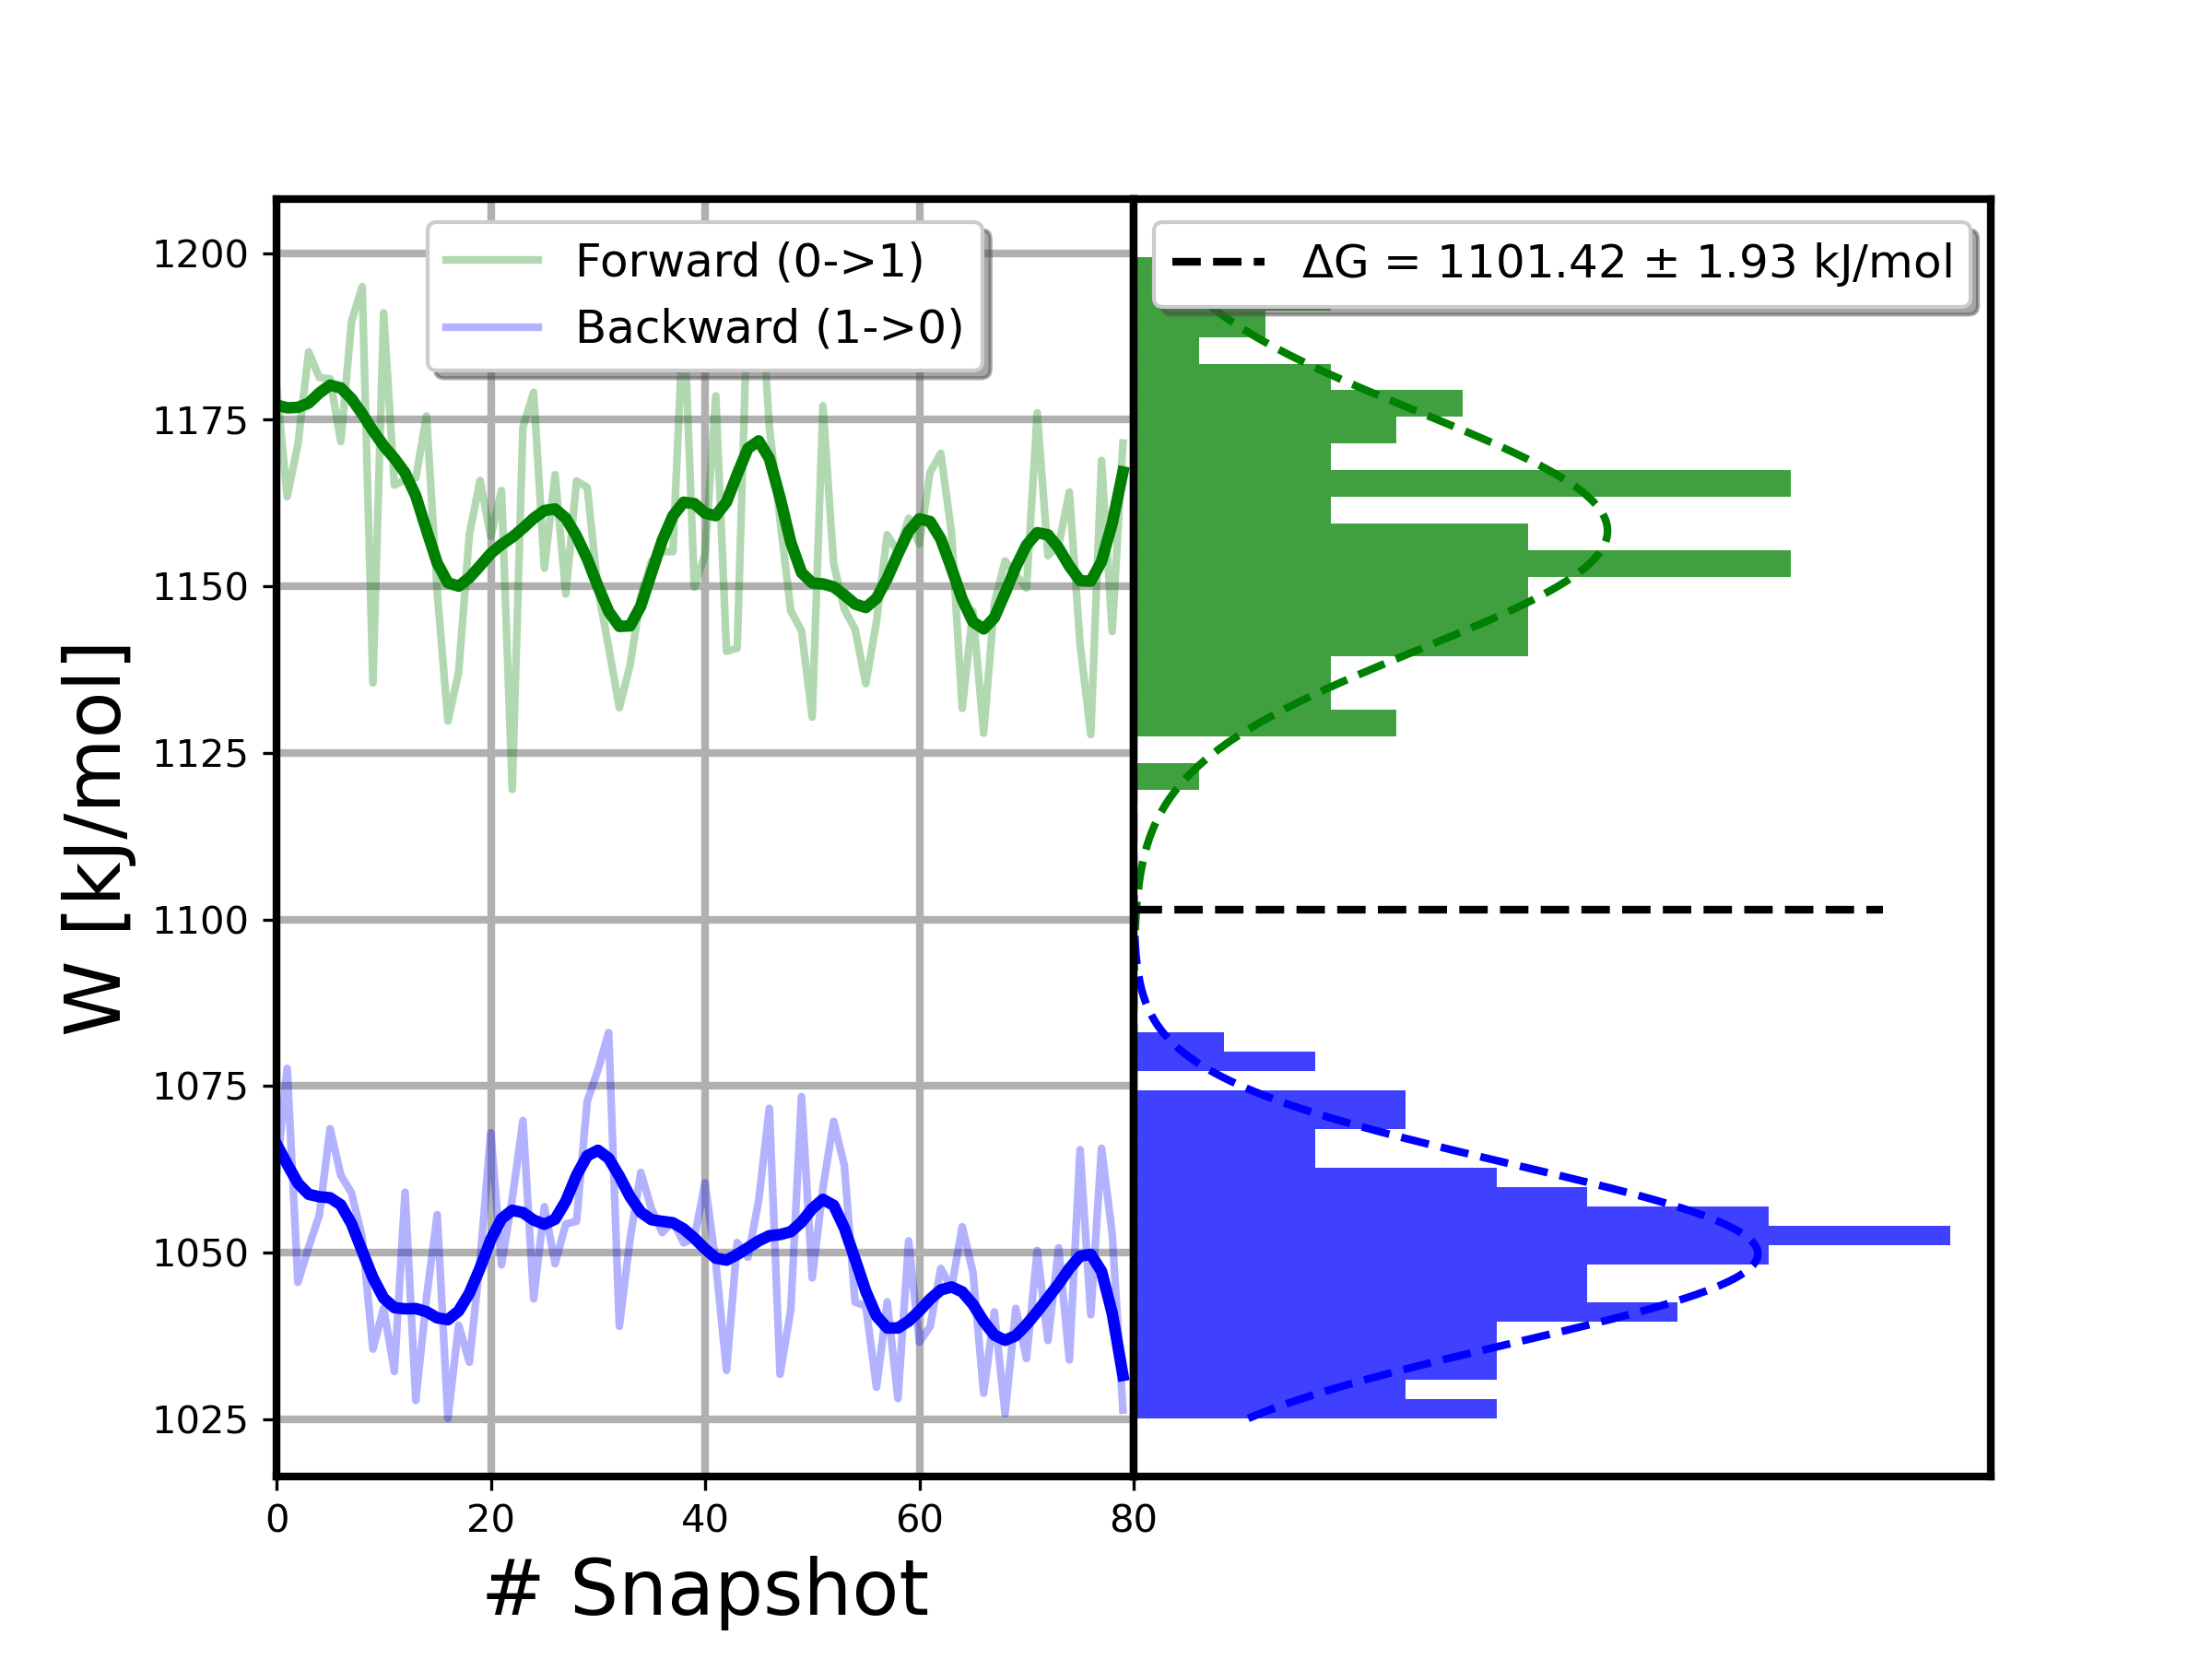 Forward (0->1)
Backward (1->0)
ΔG = 1101.42 ± 1.93 kJ/mol
1200
1175
1150
1125
1100
1075
1050
1025
W [kJ/mol]
0 20 40 60 80
# Snapshot